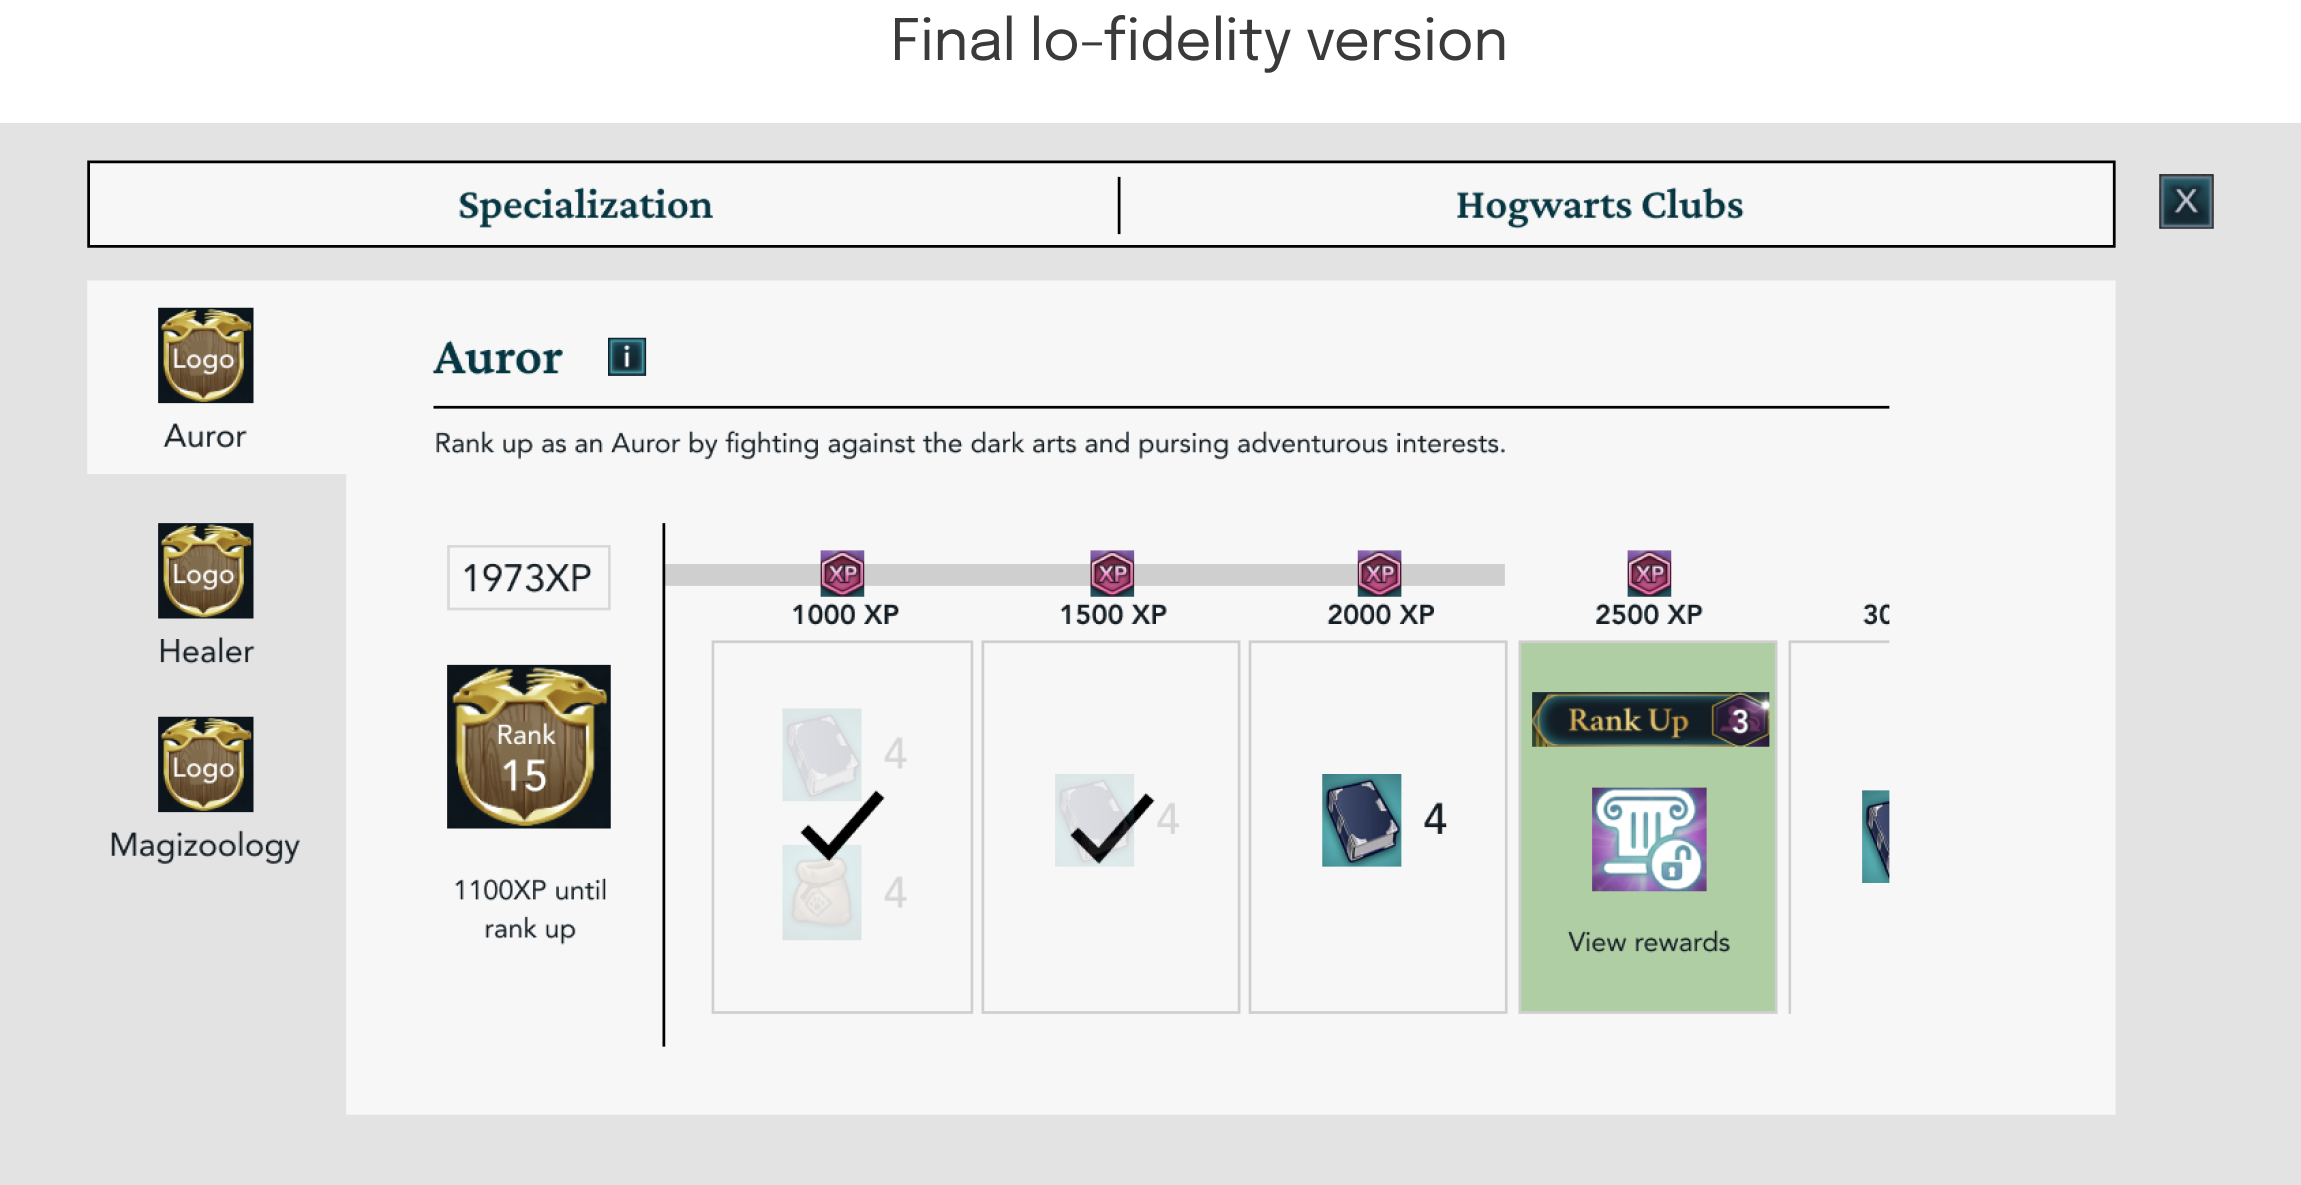 Final lo-fidelity version
Specialization
Hogwarts Clubs
X
Logo
Auror
Logo
Healer
Logo
Magizoology
Auror
i
Rank up as an Auror by fighting against the dark arts and pursing adventurous interests.
1973XP
XP
XP
XP
XP
1000 XP
1500 XP
2000 XP
2500 XP
30
Rank
15
1100XP until
rank up
4
4
4
4
Rank Up 3
View rewards